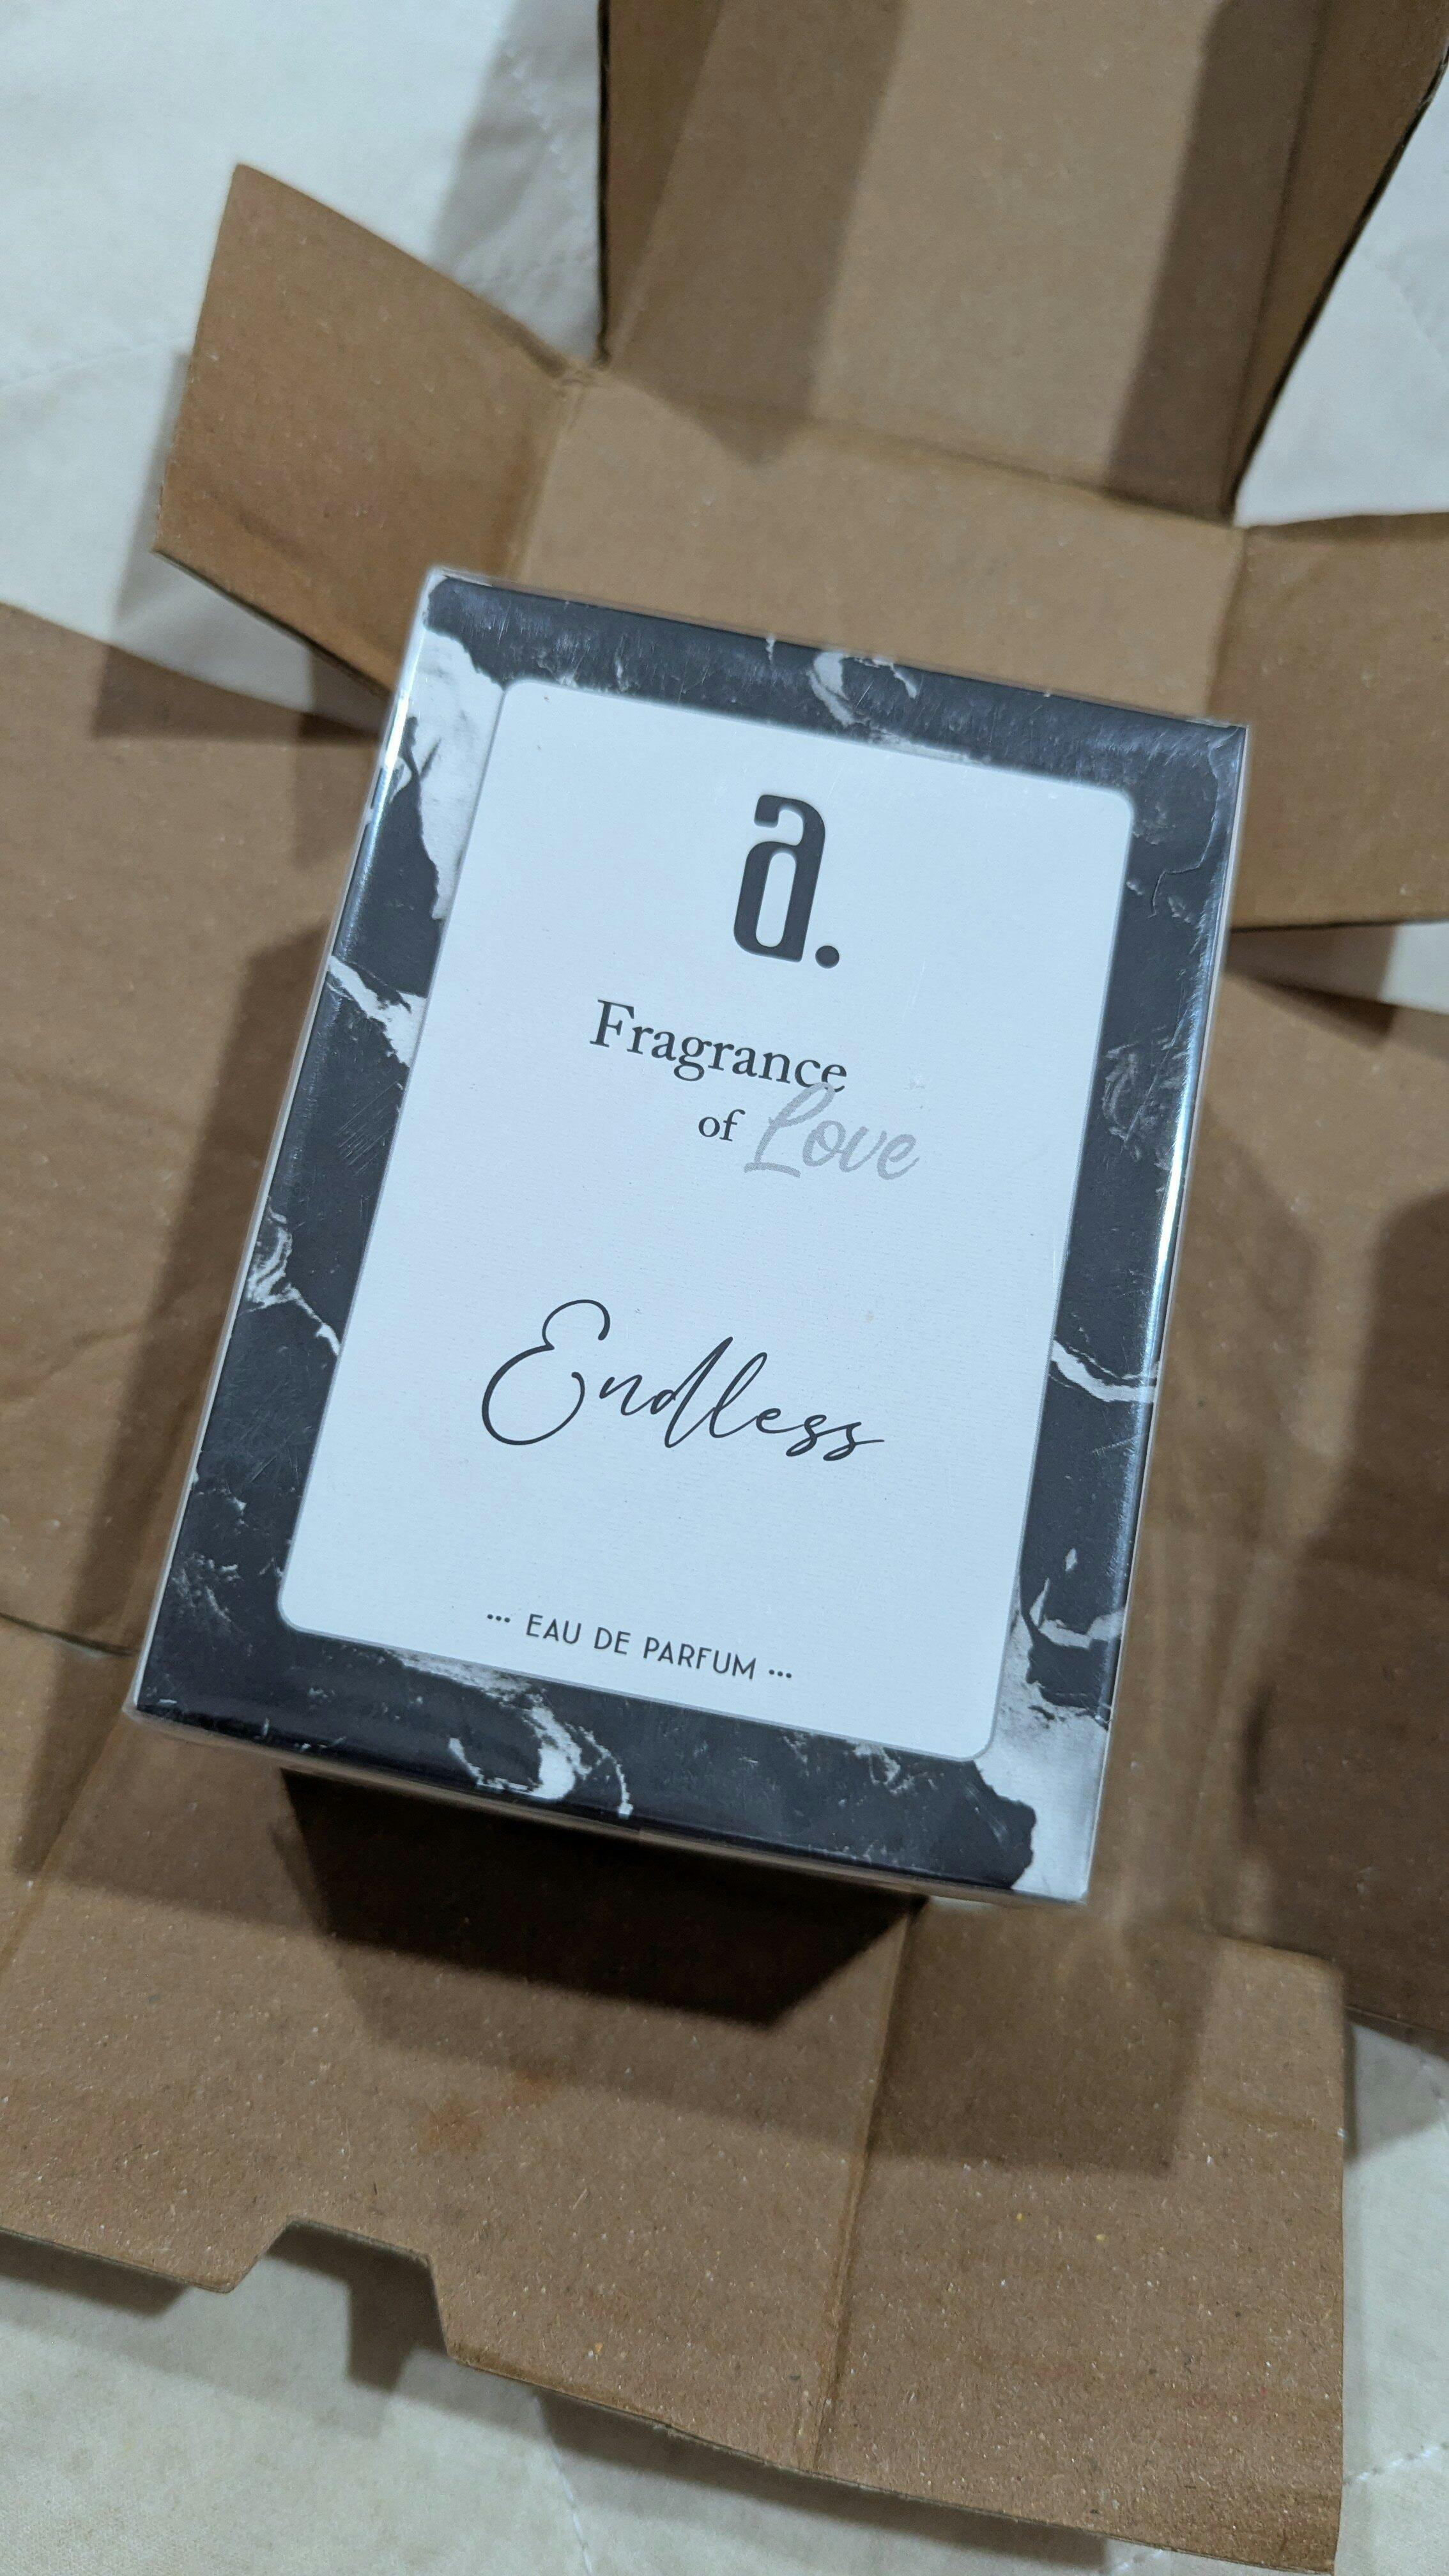 a.
Fragrance
of Love
Endless
··· EAU DE PARFUM ···